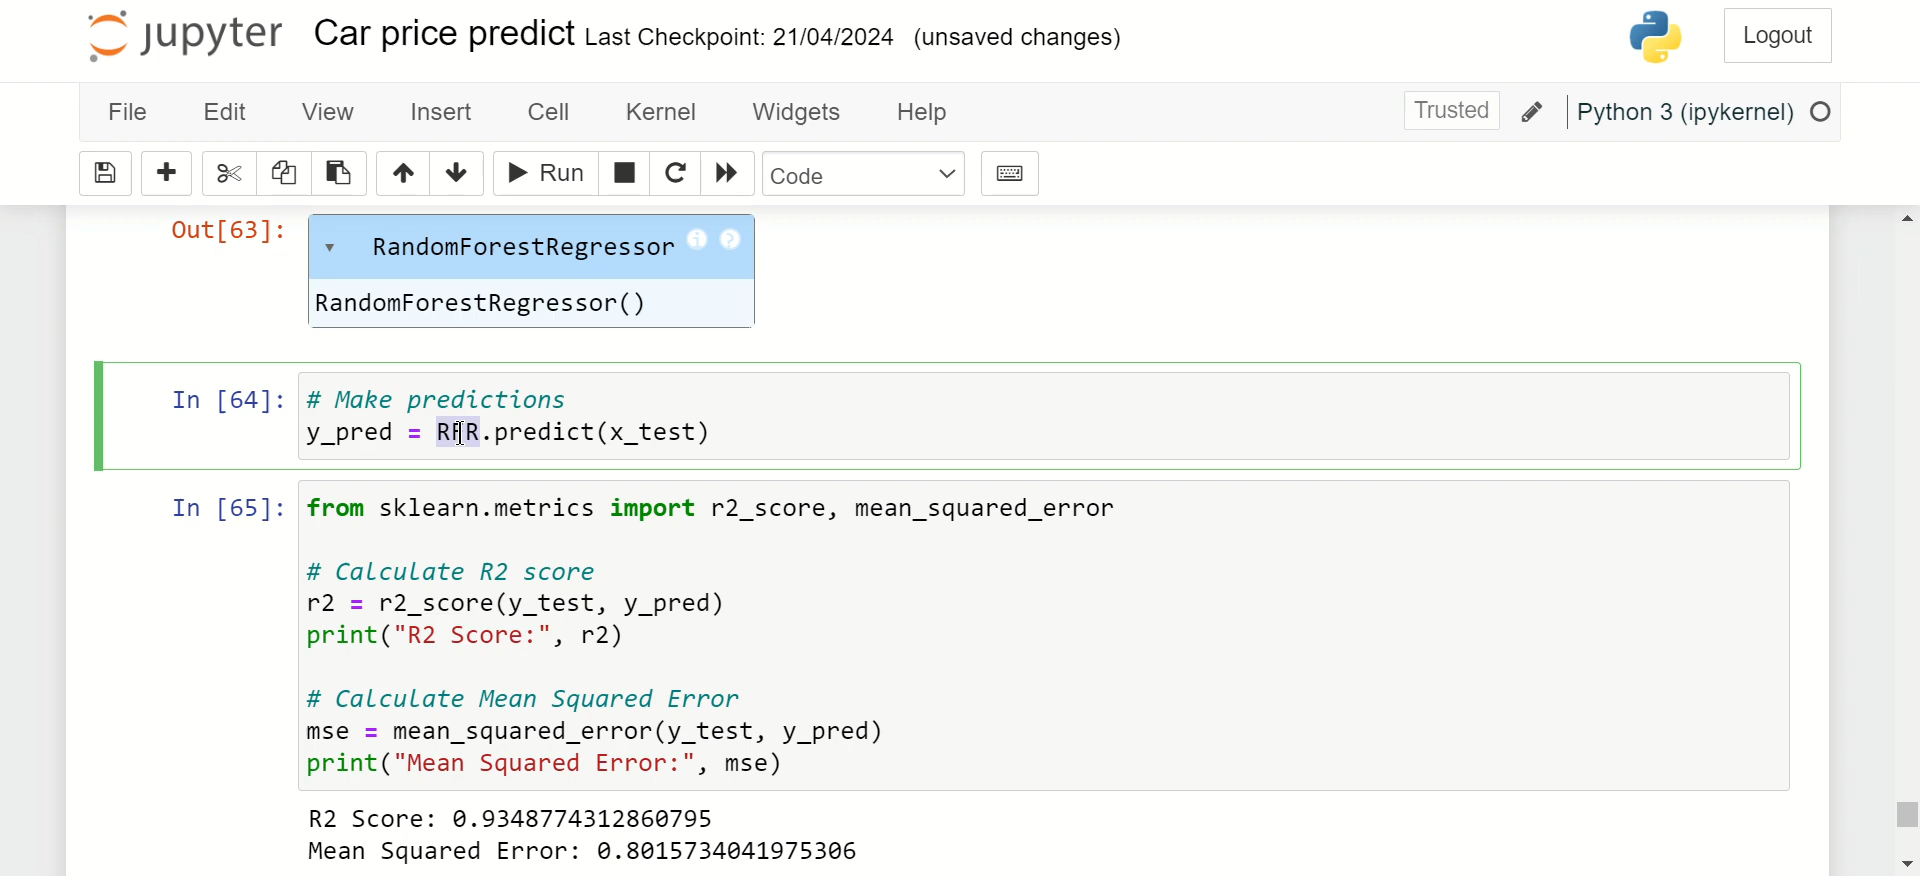 jupyter Car price predict Last Checkpoint: 21/04/2024 (unsaved changes) Logout
File Edit View Insert Cell Kernel Widgets Help Trusted Python 3 (ipykernel)
Run Code
Out[63]: RandomForestRegressor i ?
RandomForestRegressor()
In [64]: # Make predictions
y_pred = RFR.predict(x_test)
In [65]: from sklearn.metrics import r2_score, mean_squared_error
# Calculate R2 score
r2 = r2_score(y_test, y_pred)
print("R2 Score:", r2)
# Calculate Mean Squared Error
mse = mean_squared_error(y_test, y_pred)
print("Mean Squared Error:", mse)
R2 Score: 0.9348774312860795
Mean Squared Error: 0.8015734041975306